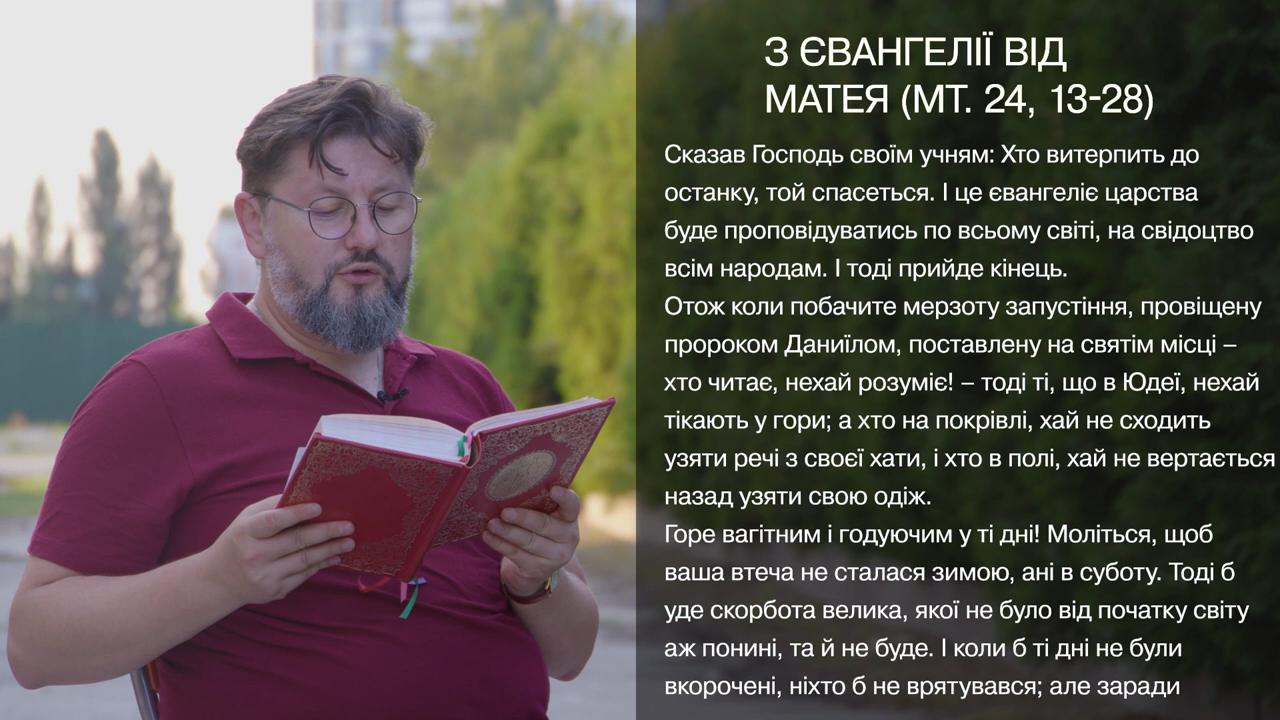 З ЄВАНГЕЛІЇ ВІД
МАТЕЯ (МТ. 24, 13-28)
Сказав Господь своїм учням: Хто витерпить до
останку, той спасеться. І це євангеліє царства
буде проповідуватись по всьому світі, на свідоцтво
всім народам. І тоді прийде кінець.
Отож коли побачите мерзоту запустіння, провіщену
пророком Даниїлом, поставлену на святім місці –
хто читає, нехай розуміє! – тоді ті, що в Юдеї, нехай
тікають у гори; а хто на покрівлі, хай не сходить
узяти речі з своєї хати, і хто в полі, хай не вертається
назад узяти свою одіж.
Горе вагітним і годуючим у ті дні! Моліться, щоб
ваша втеча не сталася зимою, ані в суботу. Тоді б
уде скорбота велика, якої не було від початку світу
аж понині, та й не буде. І коли б ті дні не були
вкорочені, ніхто б не врятувався; але заради